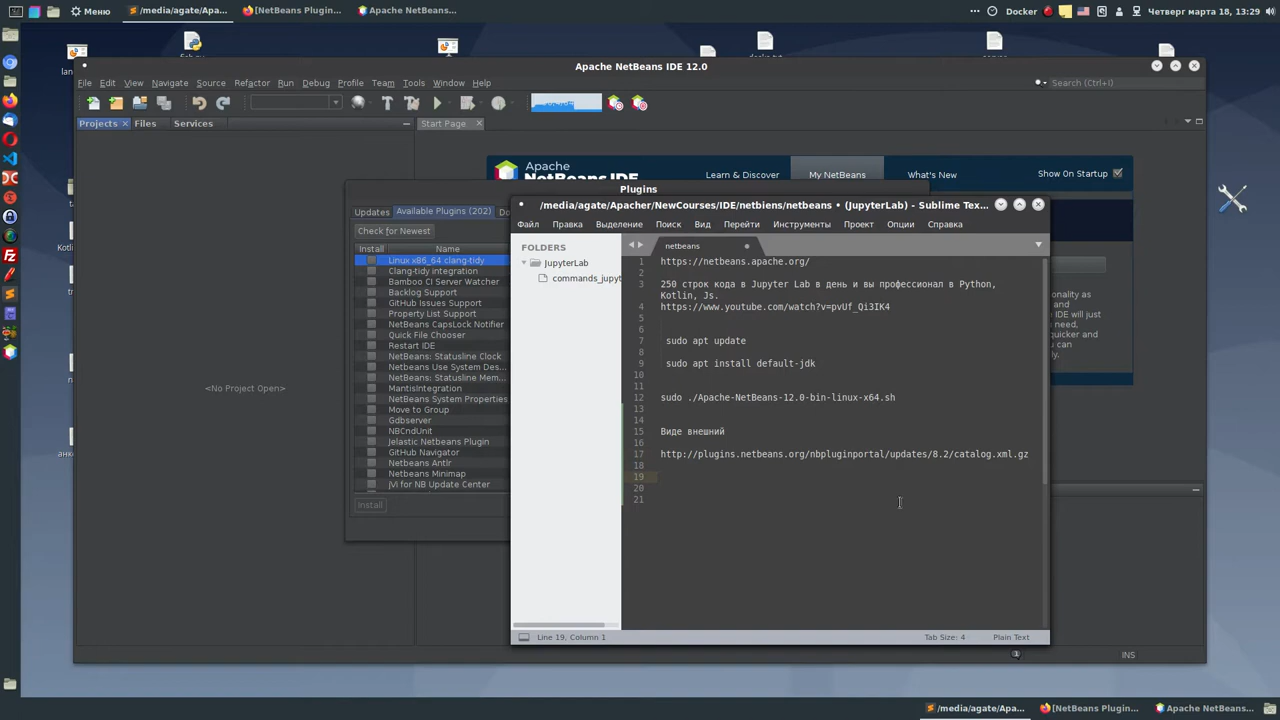 Меню
/media/agate/Apa...
[NetBeans Plugin...
Apache NetBeans...
Docker
Четверг марта 18, 13:29
Apache NetBeans IDE 12.0
File Edit View Navigate Source Refactor Run Debug Profile Team Tools Window Help
Search (Ctrl+I)
Projects Files Services
Start Page
<No Project Open>
Apache
NetBeans IDE
Learn & Discover My NetBeans What's New Show On Startup
Plugins
Updates Available Plugins (202)
Check for Newest
Install Name
Linux x86_64 clang-tidy
Clang-tidy integration
Bamboo CI Server Watcher
Backlog Support
GitHub Issues Support
Property List Support
NetBeans CapsLock Notifier
Quick File Chooser
Restart IDE
NetBeans: Statusline Clock
NetBeans Use System Des...
NetBeans: Statusline Mem...
MantisIntegration
NetBeans System Properties
Move to Group
Gdbserver
NBCndUnit
Jelastic Netbeans Plugin
GitHub Navigator
Netbeans Antlr
Netbeans Minimap
JVI for NB Update Center
Install
/media/agate/Apacher/NewCourses/IDE/netbiens/netbeans • (JupyterLab) - Sublime Tex...
Файл Правка Выделение Поиск Вид Перейти Инструменты Проект Опции Справка
FOLDERS
JupyterLab
commands_jupyt
netbeans
1 https://netbeans.apache.org/
2
3 250 строк кода в Jupyter Lab в день и вы профессионал в Python,
Kotlin, Js.
4 https://www.youtube.com/watch?v=pvUf_Qi3IK4
5
6
7 sudo apt update
8
9 sudo apt install default-jdk
10
11
12 sudo ./Apache-NetBeans-12.0-bin-linux-x64.sh
13
14
15 Виде внешний
16
17 http://plugins.netbeans.org/nbpluginportal/updates/8.2/catalog.xml.gz
18
19
20
21
Line 19, Column 1
Tab Size: 4
Plain Text
onality as
IDE will just
u need,
quicker and
u can
edibly.
1
INS
/media/agate/Apa...
[NetBeans Plugin...
Apache NetBeans...